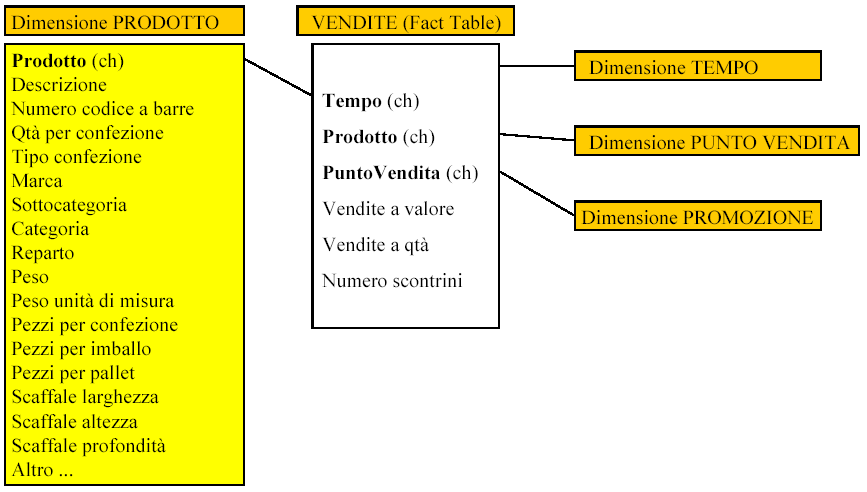 Dimensione PRODOTTO
Prodotto (ch)
Descrizione
Numero codice a barre
Qtà per confezione
Tipo confezione
Marca
Sottocategoria
Categoria
Reparto
Peso
Peso unità di misura
Pezzi per confezione
Pezzi per imballo
Pezzi per pallet
Scaffale larghezza
Scaffale altezza
Scaffale profondità
Altro ...
VENDITE (Fact Table)
Tempo (ch)
Prodotto (ch)
PuntoVendita (ch)
Vendite a valore
Vendite a qtà
Numero scontrini
Dimensione TEMPO
Dimensione PUNTO VENDITA
Dimensione PROMOZIONE